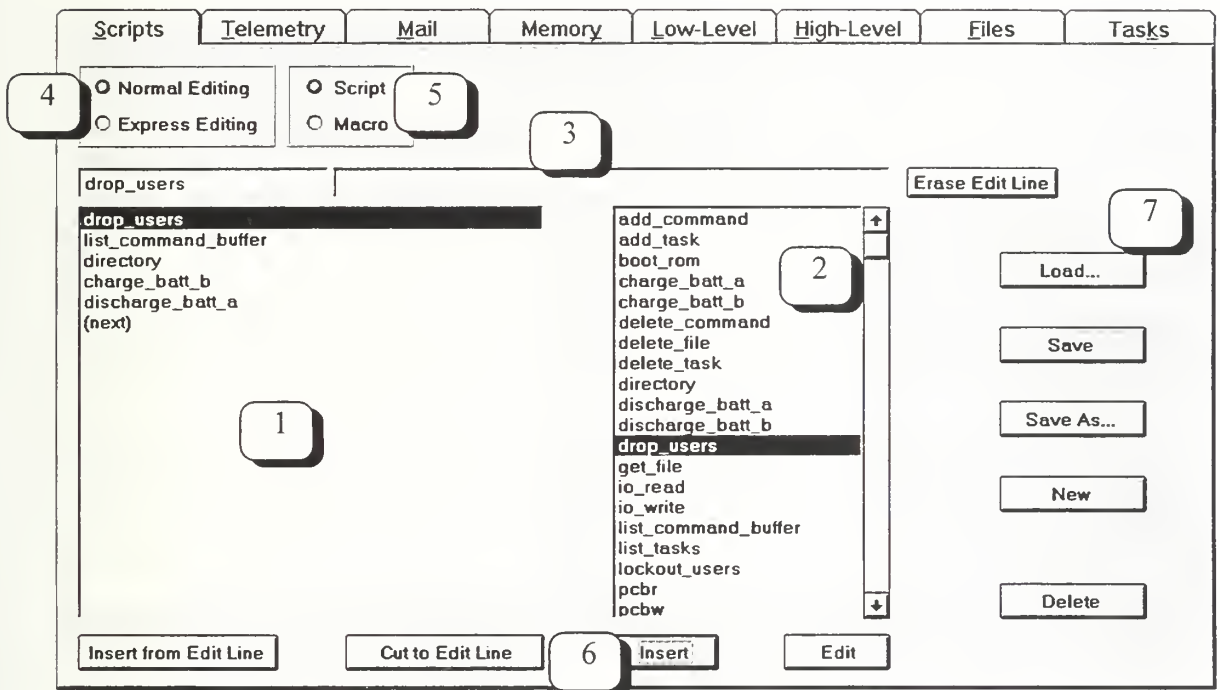 Scripts Telemetry Mail Memory Low-Level High-Level Files Tasks
4
Normal Editing
Express Editing
Script
Macro
5
3
drop_users
Erase Edit Line
drop_users
list_command_buffer
directory
charge_batt_b
discharge_batt_a
(next)
1
add_command
add_task
boot_rom
charge_batt_a
charge_batt_b
delete_command
delete_file
delete_task
directory
discharge_batt_a
discharge_batt_b
drop_users
get_file
io_read
io_write
list_command_buffer
list_tasks
lockout_users
pcbr
pcbw
2
7
Load...
Save
Save As...
New
Delete
Insert from Edit Line
Cut to Edit Line
6
Insert
Edit